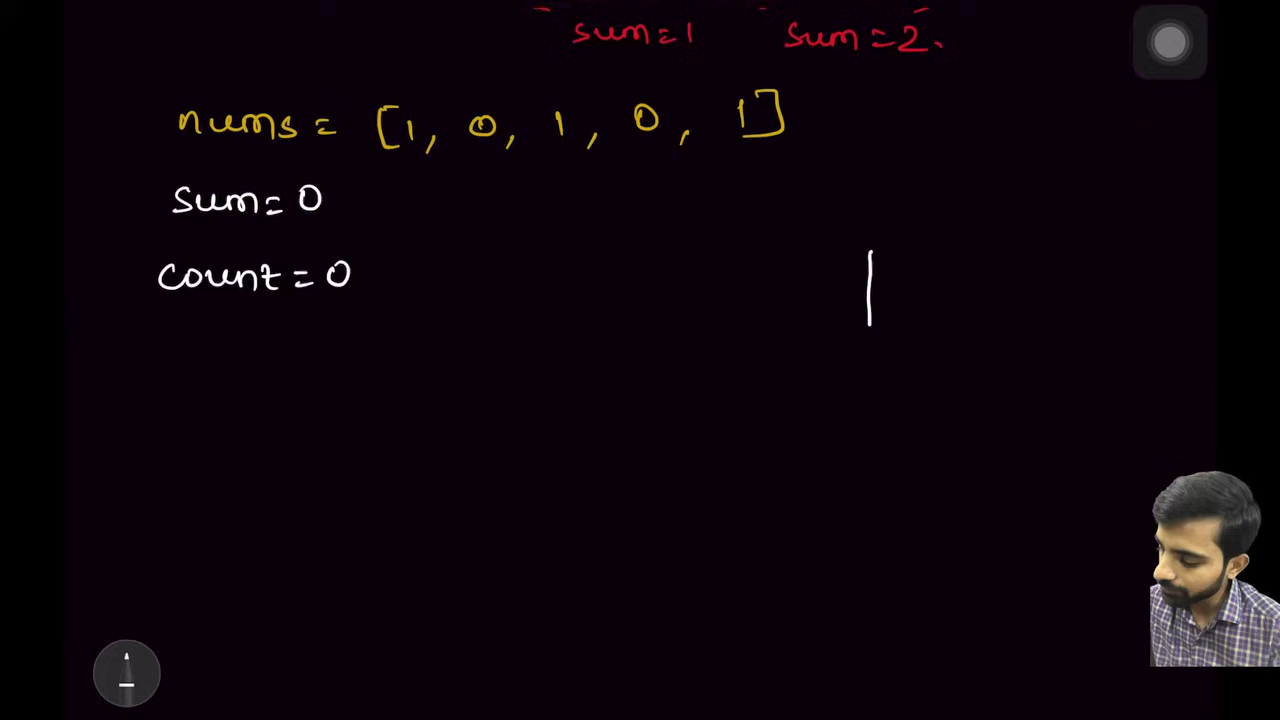 sum=1 sum=2.
nums= [1, 0, 1, 0, 1]
sum= 0
count= 0